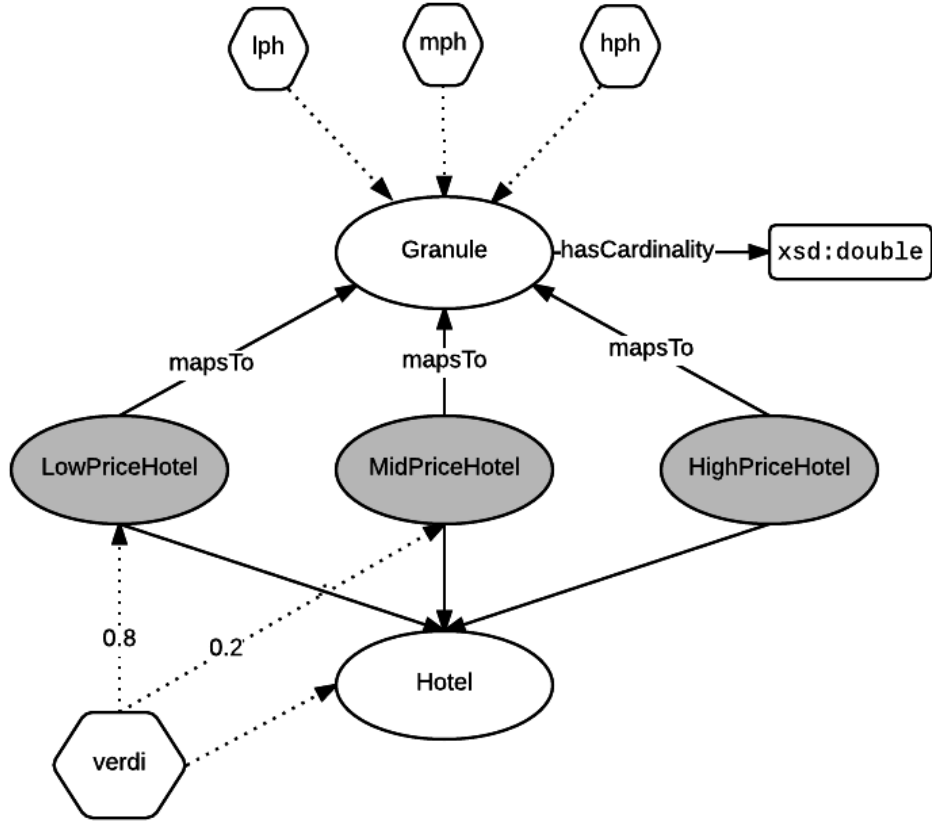 lph
mph
hph
Granule
hasCardinality
xsd:double
mapsTo
mapsTo
mapsTo
LowPriceHotel
MidPriceHotel
HighPriceHotel
0.8
0.2
Hotel
verdi